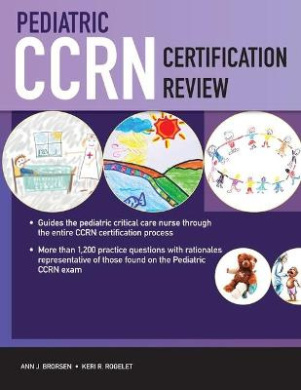 PEDIATRIC
CCRN
CERTIFICATION
REVIEW
• Guides the pediatric critical care nurse through
the entire CCRN certification process
• More than 1,200 practice questions with rationales
representative of those found on the Pediatric
CCRN exam
ANN J. BRORSEN • KERI R. ROGELET